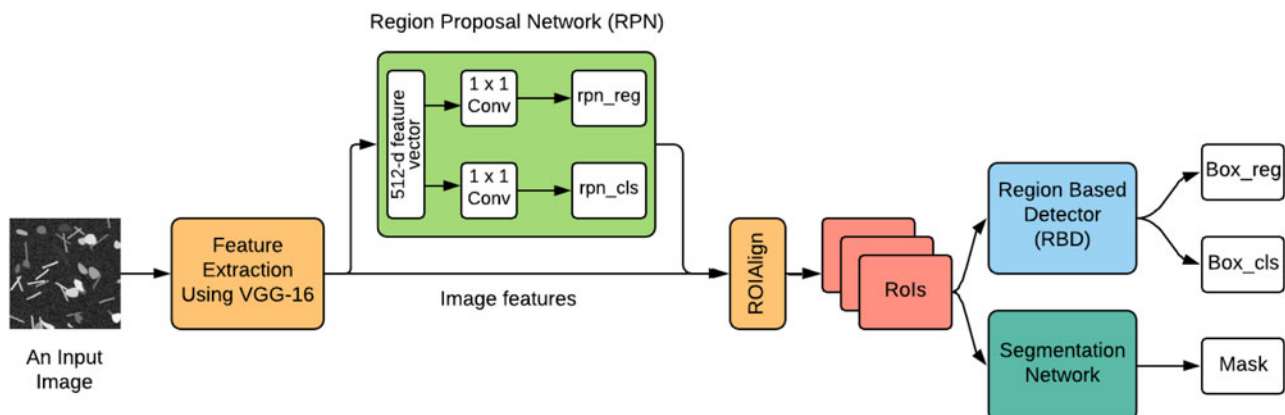 Region Proposal Network (RPN)
512-d feature
vector
1 x 1
Conv
rpn_reg
1 x 1
Conv
rpn_cls
An Input
Image
Feature
Extraction
Using VGG-16
Image features
ROIAlign
RoIs
Region Based
Detector
(RBD)
Box_reg
Box_cls
Segmentation
Network
Mask